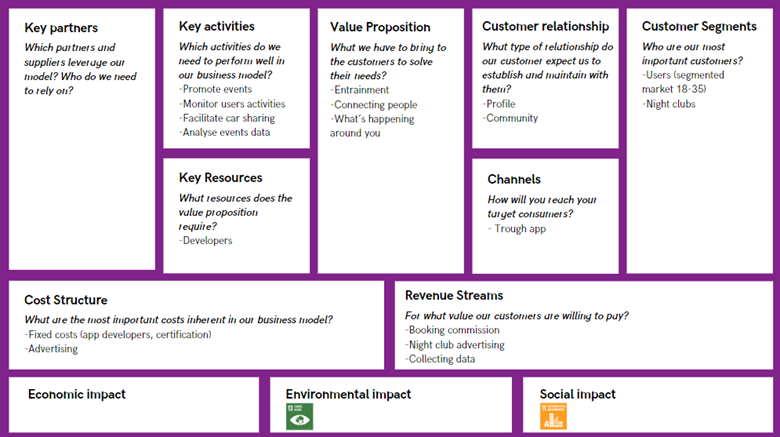 Key partners
Which partners and
suppliers leverage our
model? Who do we need
to rely on?
Key activities
Which activities do we
need to perform well in
our business model?
-Promote events
-Monitor users activities
-Facilitate car sharing
-Analyse events data
Key Resources
What resources does the
value proposition
require?
-Developers
Value Proposition
What we have to bring to
the customers to solve
their needs?
-Entrainment
-Connecting people
-What's happening
around you
Customer relationship
What type of relationship do
our customer expect us to
establish and maintain with
them?
-Profile
-Community
Channels
How will you reach your
target consumers?
- Trough app
Customer Segments
Who are our most
important customers?
-Users (segmented
market 18-35)
-Night clubs
Cost Structure
What are the most important costs inherent in our business model?
-Fixed costs (app developers, certification)
-Advertising
Revenue Streams
For what value our customers are willing to pay?
-Booking commission
-Night club advertising
-Collecting data
Economic impact
Environmental impact
13
Social impact
11